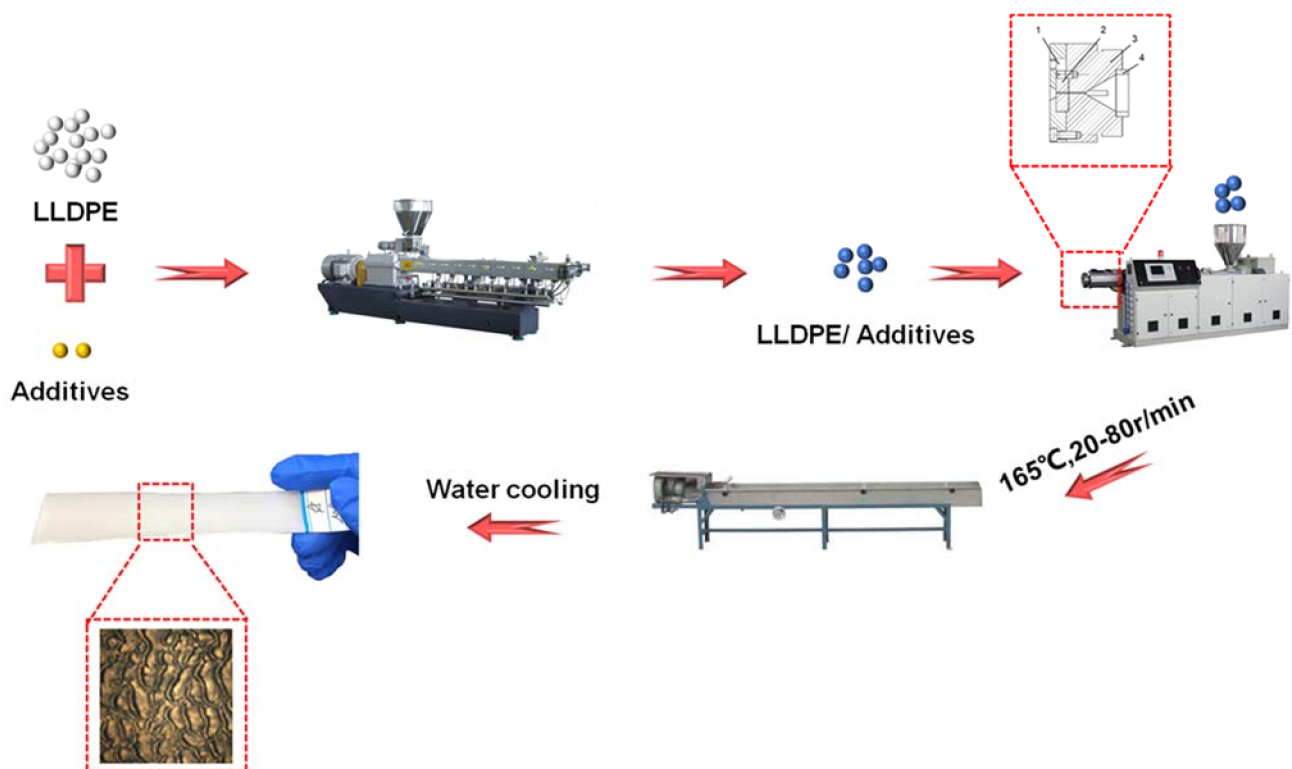 1
2
3
4
LLDPE
Additives
LLDPE/ Additives
165℃,20-80r/min
Water cooling